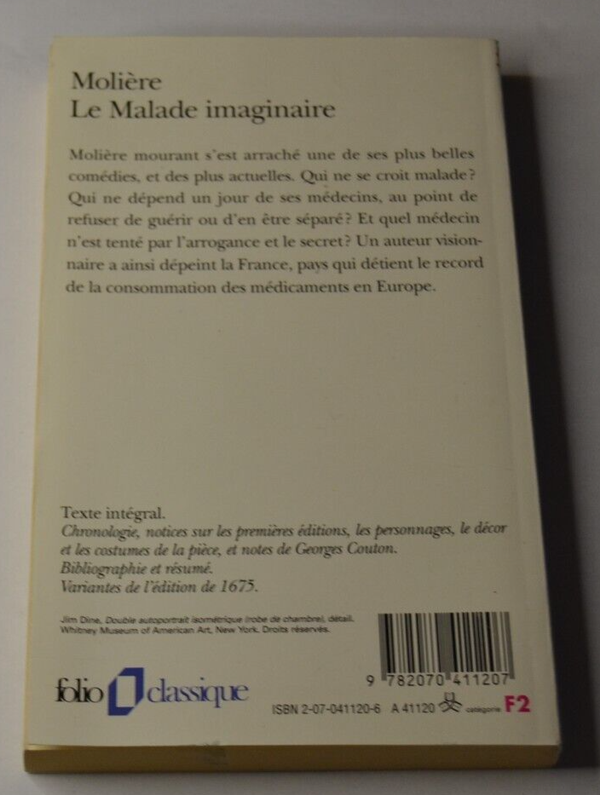 Molière
Le Malade imaginaire
Molière mourant s'est arraché une de ses plus belles
comédies, et des plus actuelles. Qui ne se croit malade ?
Qui ne dépend un jour de ses médecins, au point de
refuser de guérir ou d'en être séparé ? Et quel médecin
n'est tenté par l'arrogance et le secret ? Un auteur vision-
naire a ainsi dépeint la France, pays qui détient le record
de la consommation des médicaments en Europe.
Texte intégral.
Chronologie, notices sur les premières éditions, les personnages, le décor
et les costumes de la pièce, et notes de Georges Couton.
Bibliographie et résumé.
Variantes de l'édition de 1675.
Jim Dine, Double autoportrait isométrique (robe de chambre), détail.
Whitney Museum of American Art, New York. Droits réservés.
9 782070 411207
folio classique
ISBN 2-07-041120-6 A 41120 catégorie F2